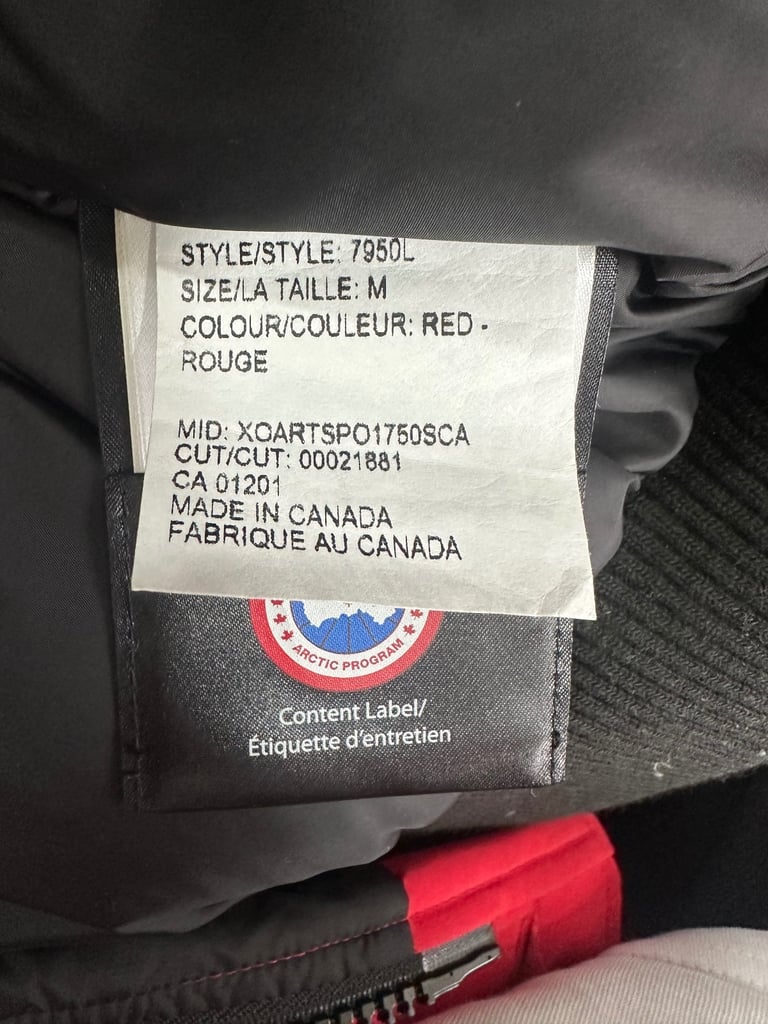 STYLE/STYLE: 7950L
SIZE/LA TAILLE: M
COLOUR/COULEUR: RED -
ROUGE
MID: XOARTSPO1750SCA
CUT/CUT: 00021881
CA 01201
MADE IN CANADA
FABRIQUE AU CANADA
ARCTIC PROGRAM
Content Label/
Étiquette d'entretien